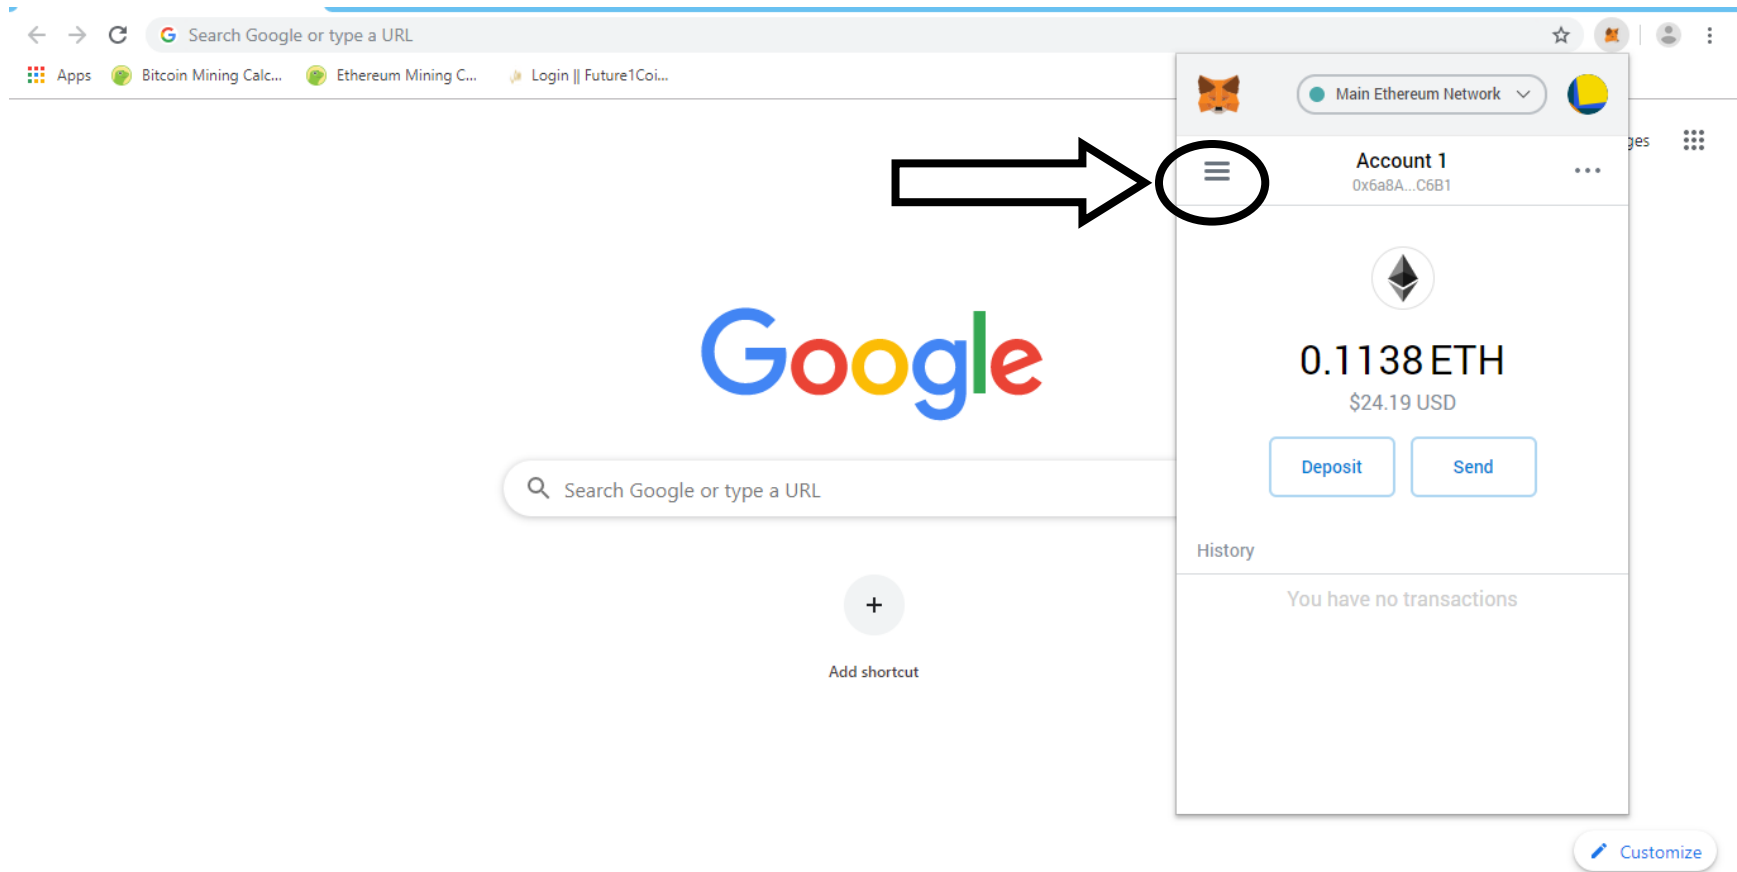 Search Google or type a URL
Apps
Bitcoin Mining Calc...
Ethereum Mining C...
Login || Future1Coi...
Main Ethereum Network
ges
Account 1
0x6a8A...C6B1
Google
0.1138 ETH
$24.19 USD
Deposit
Send
Search Google or type a URL
History
You have no transactions
Add shortcut
Customize